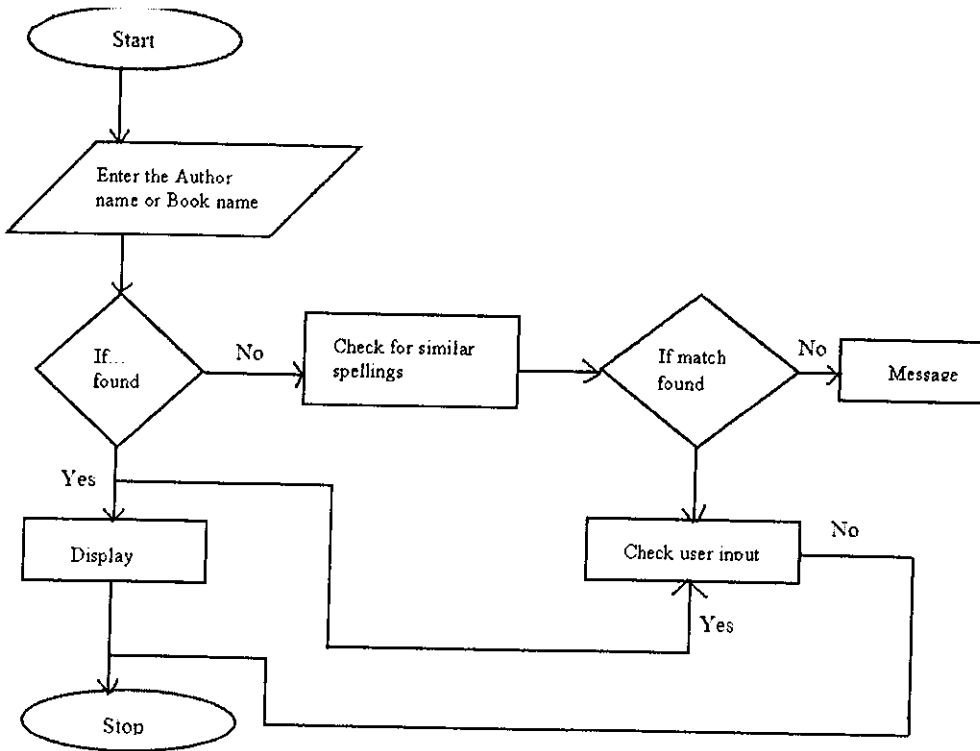 Start
Enter the Author
name or Book name
If...
found
No
Check for similar
spellings
If match
found
No
Message
Yes
Display
Check user input
No
Yes
Stop